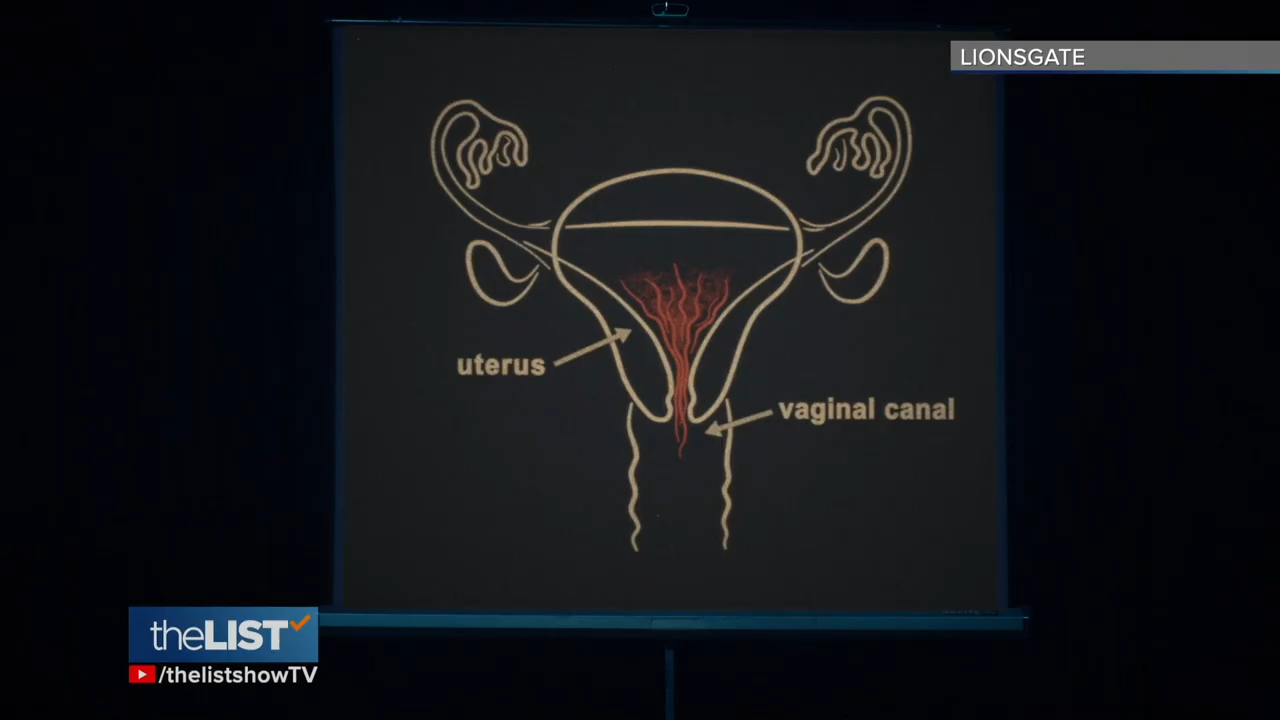 LIONSGATE
uterus
vaginal canal
theLIST
/thelistshowTV